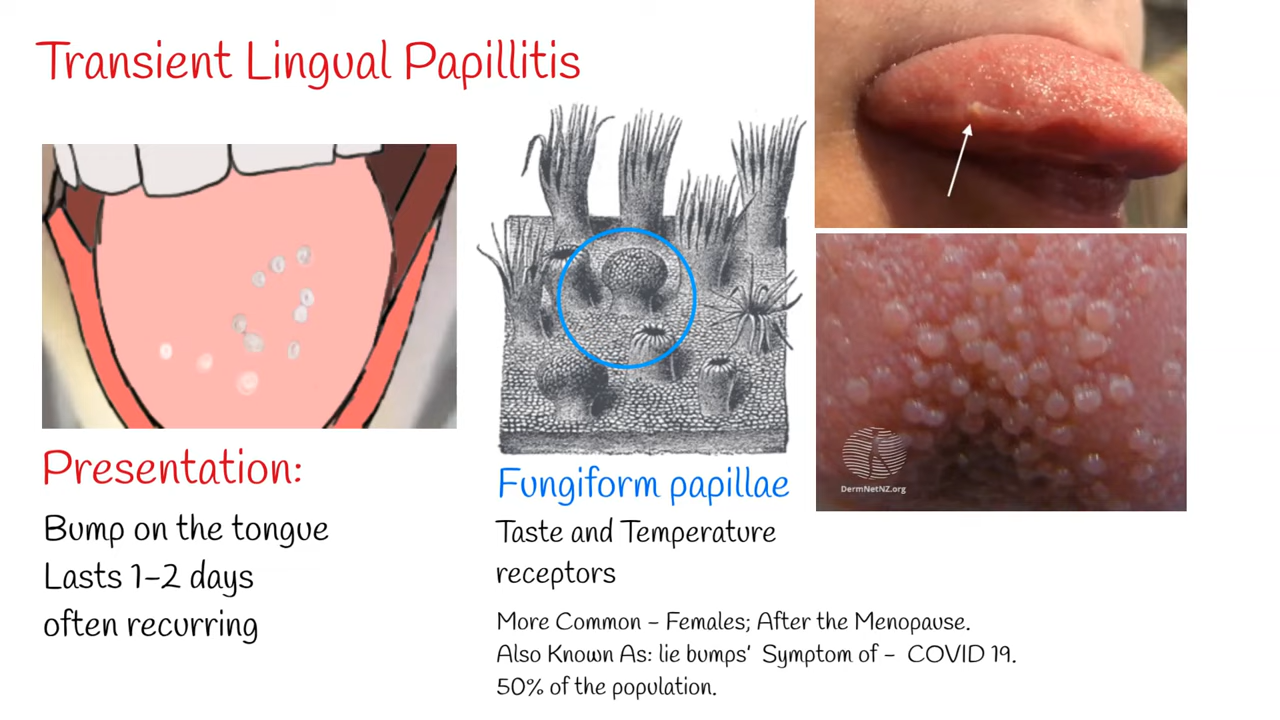 Transient Lingual Papillitis
Presentation:
Bump on the tongue
Lasts 1-2 days
often recurring
Fungiform papillae
Taste and Temperature
receptors
More Common - Females; After the Menopause.
Also Known As: lie bumps' Symptom of - COVID 19.
50% of the population.
DermNetNZ.org